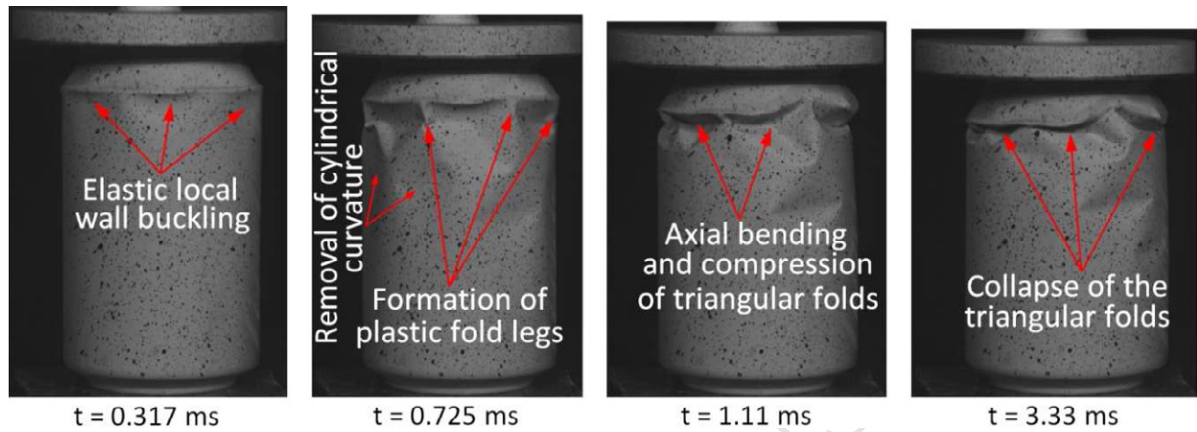 Elastic local
wall buckling
t = 0.317 ms
Removal of cylindrical
curvature
Formation of
plastic fold legs
t = 0.725 ms
Axial bending
and compression
of triangular folds
t = 1.11 ms
Collapse of the
triangular folds
t = 3.33 ms